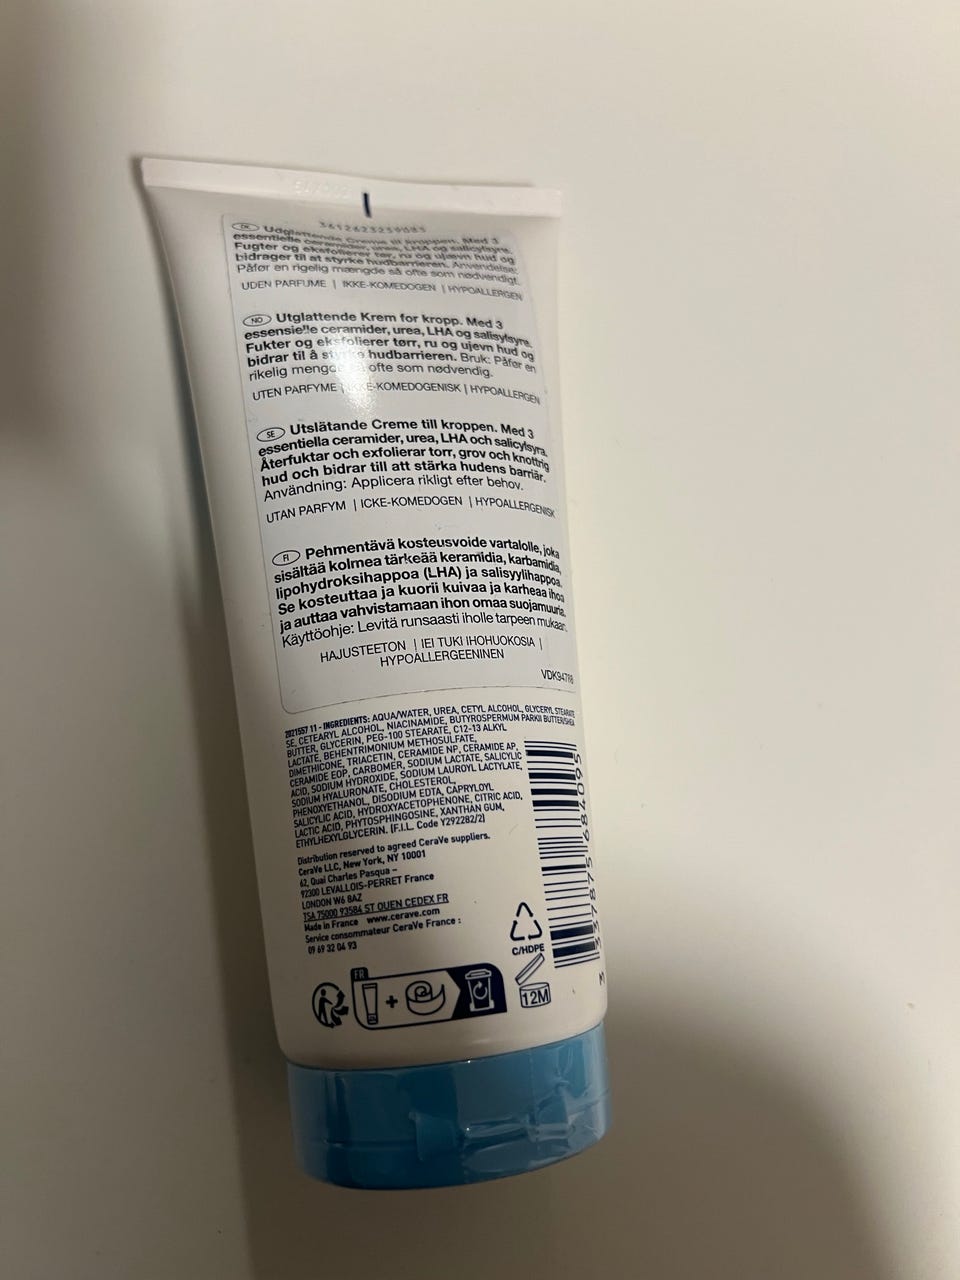 3612623259085
DK Udglattende Creme til kroppen. Med 3
essentielle ceramider, urea, LHA og salicylsyre.
Fugter og eksfolierer tør, ru og ujævn hud og
bidrager til at styrke hudbarrieren. Anvendelse:
Påfør en rigelig mængde så ofte som nødvendigt.
UDEN PARFUME | IKKE-KOMEDOGEN | HYPOALLERGEN
NO Utglattende Krem for kropp. Med 3
essensielle ceramider, urea, LHA og salisylsyre.
Fukter og eksfolierer tørr, ru og ujevn hud og
bidrar til å styrke hudbarrieren. Bruk: Påfør en
rikelig mengde så ofte som nødvendig.
UTEN PARFYME | IKKE-KOMEDOGENISK | HYPOALLERGEN
SE Utslätande Creme till kroppen. Med 3
essentiella ceramider, urea, LHA och salicylsyra.
Återfuktar och exfolierar torr, grov och knottrig
hud och bidrar till att stärka hudens barriär.
Användning: Applicera rikligt efter behov.
UTAN PARFYM | ICKE-KOMEDOGEN | HYPOALLERGENISK
FI Pehmentävä kosteusvoide vartalolle, joka
sisältää kolmea tärkeää keramidia, karbamidia,
lipohydroksihappoa (LHA) ja salisyylihappoa.
Se kosteuttaa ja kuorii kuivaa ja karheaa ihoa
ja auttaa vahvistamaan ihon omaa suojamuuria.
Käyttöohje: Levitä runsaasti iholle tarpeen mukaan.
HAJUSTEETON | EI TUKI IHOHUOKOSIA |
HYPOALLERGEENINEN
2021557 11 - INGREDIENTS: AQUA/WATER, UREA, CETYL ALCOHOL, GLYCERYL STEARATE
SE, CETEARYL ALCOHOL, NIACINAMIDE, BUTYROSPERMUM PARKII BUTTER/SHEA
BUTTER, GLYCERIN, PEG-100 STEARATE, C12-13 ALKYL
LACTATE, BEHENTRIMONIUM METHOSULFATE,
DIMETHICONE, TRIACETIN, CERAMIDE NP, CERAMIDE AP,
CERAMIDE EOP, CARBOMER, SODIUM LACTATE, SALICYLIC
ACID, SODIUM HYDROXIDE, SODIUM LAUROYL LACTYLATE,
SODIUM HYALURONATE, CHOLESTEROL,
PHENOXYETHANOL, DISODIUM EDTA, CAPRYLOYL
SALICYLIC ACID, HYDROXYACETOPHENONE, CITRIC ACID,
LACTIC ACID, PHYTOSPHINGOSINE, XANTHAN GUM,
ETHYLHEXYLGLYCERIN. (F.I.L. Code Y292282/2)
Distribution reserved to agreed CeraVe suppliers.
CeraVe LLC, New York, NY 10001
62, Quai Charles Pasqua –
92300 LEVALLOIS-PERRET France
LONDON W6 8AZ
TSA 75000 93584 ST OUEN CEDEX FR
Made in France www.cerave.com
Service consommateur CeraVe France :
09 69 32 04 93
3 337875 684095
C/HDPE
12M
FR